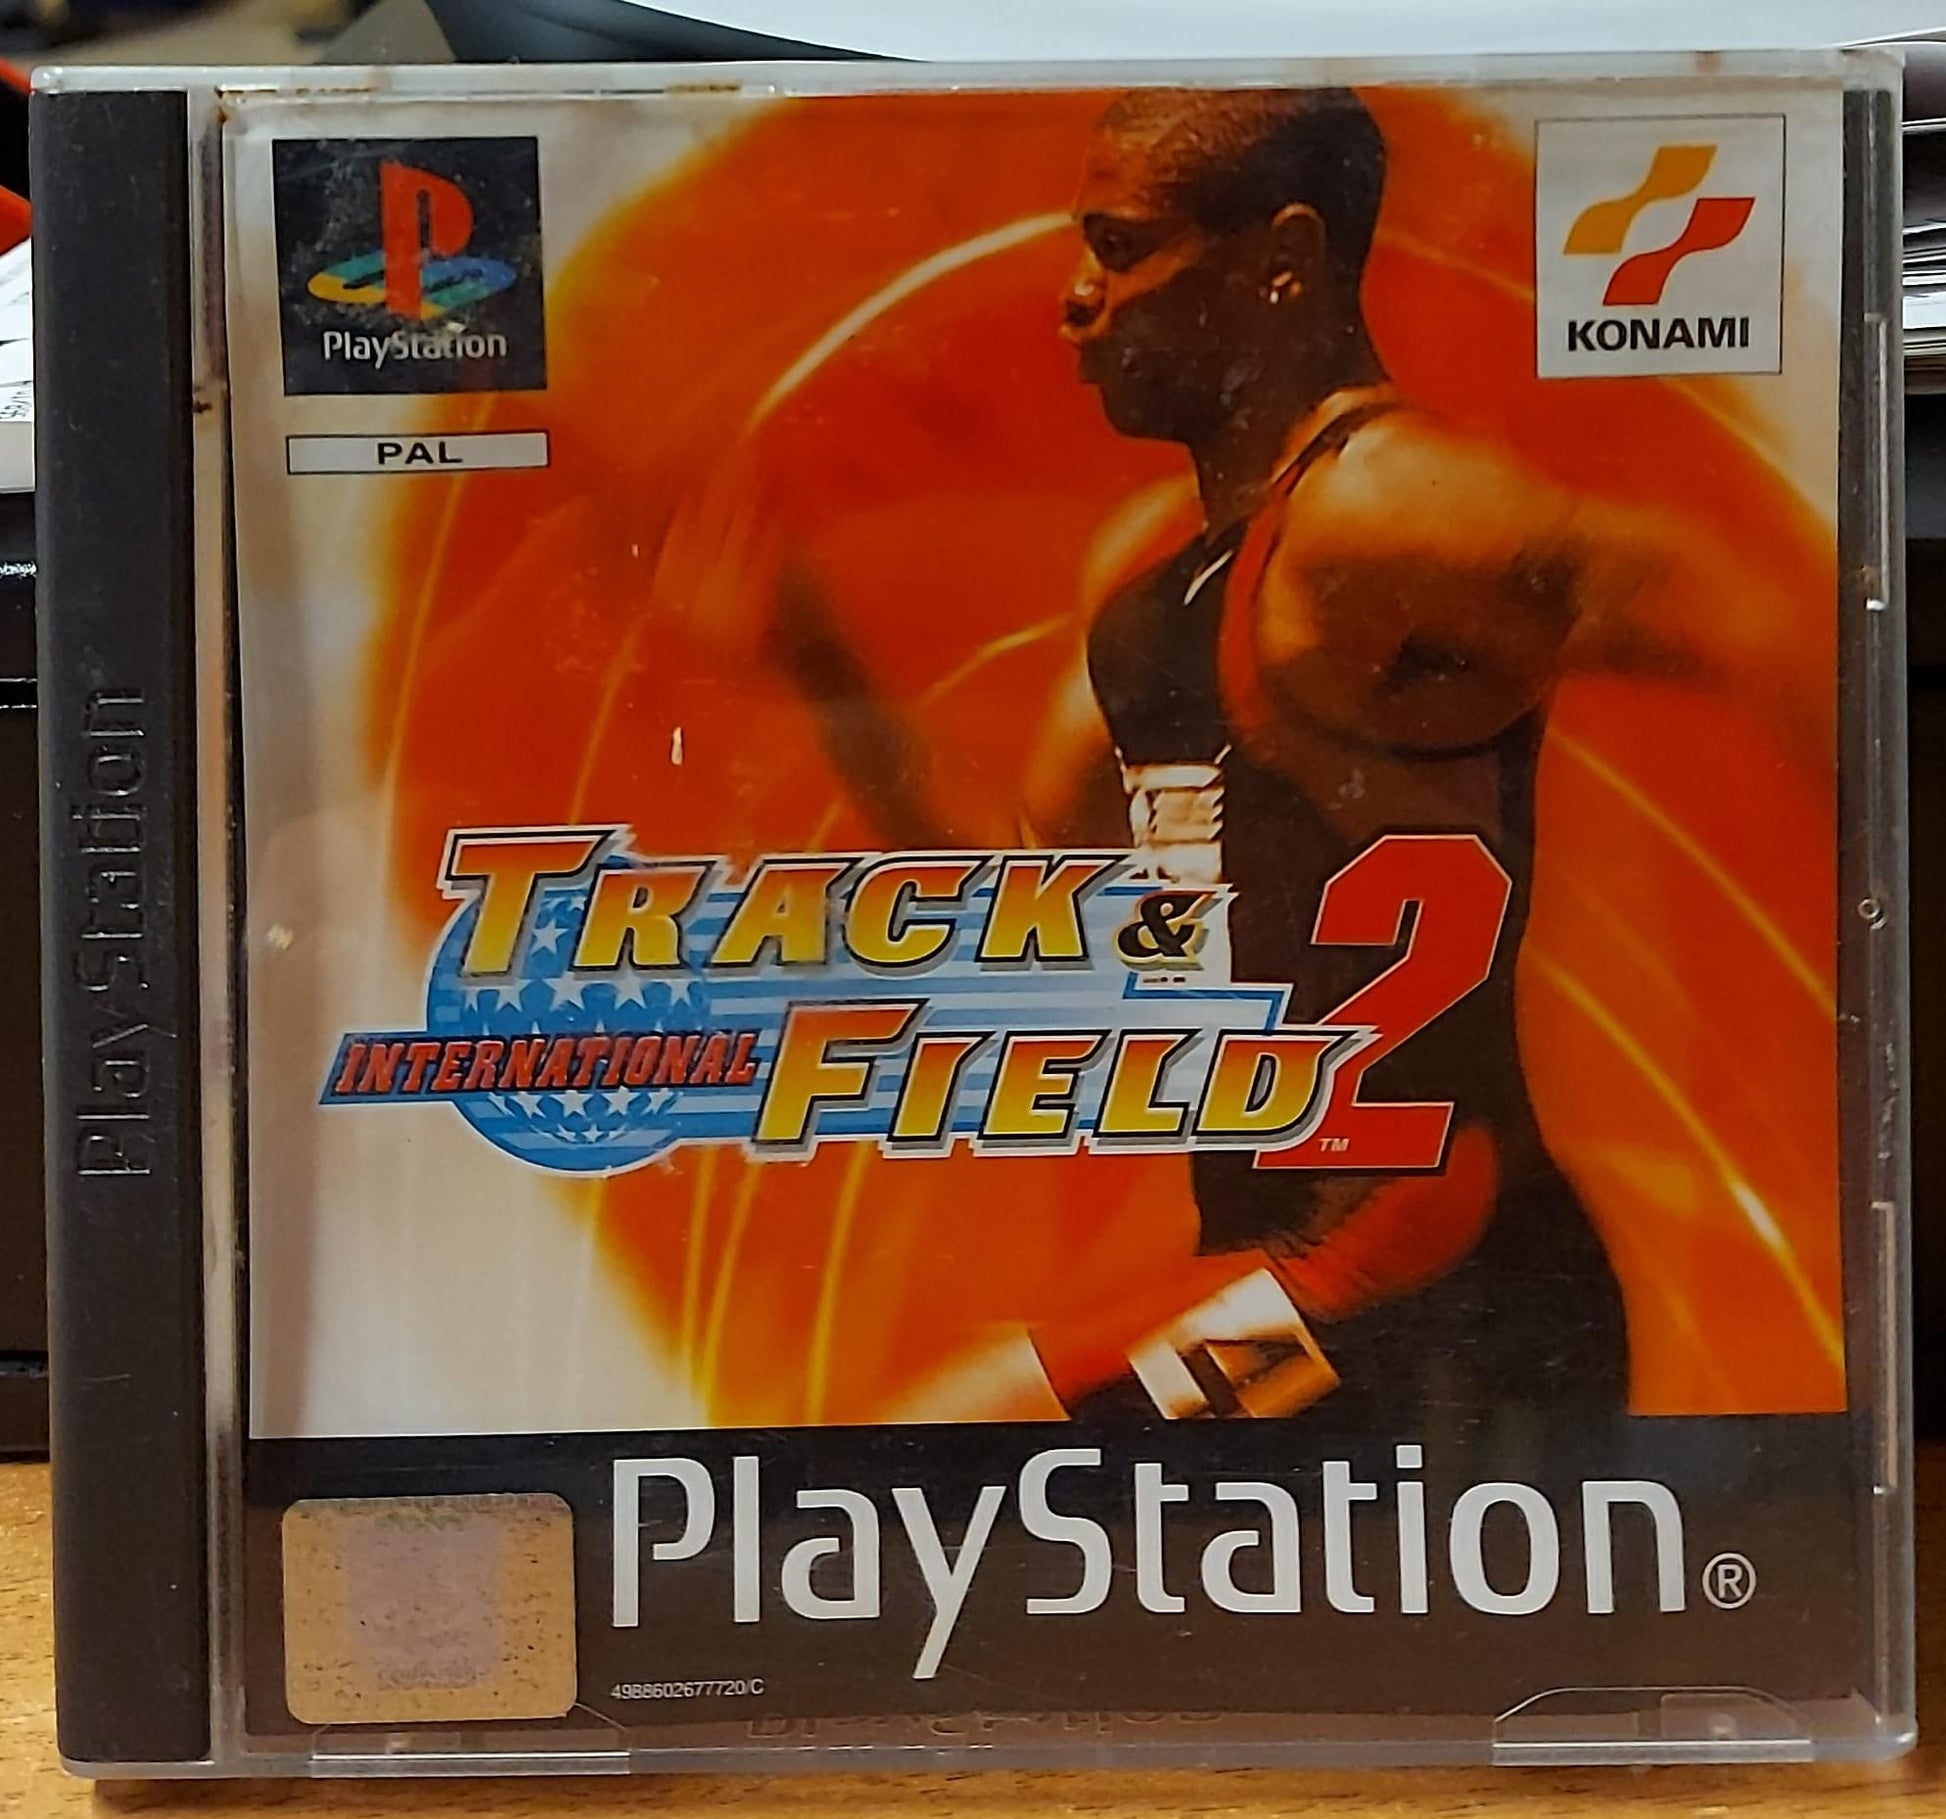 PlayStation
KONAMI
PAL
PlayStation
TRACK &
INTERNATIONAL FIELD 2
™
PlayStation®
4988602677720/C